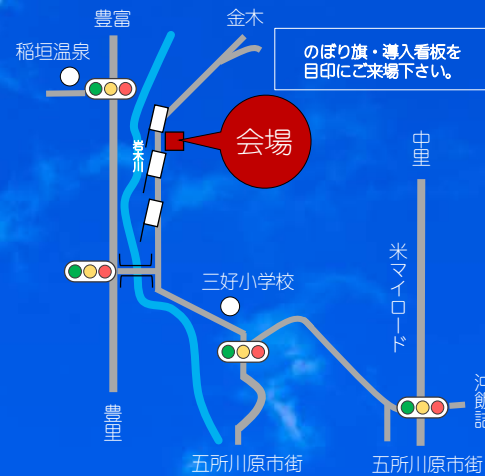 豊富
金木
稲垣温泉
のぼり旗・導入看板を
目印にご来場下さい。
岩木川
会場
中里
米マイロード
三好小学校
豊里
五所川原市街
五所川原市街